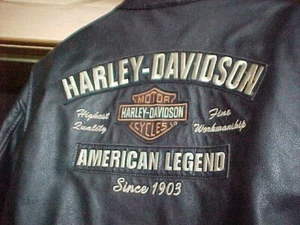 HARLEY-DAVIDSON
Highest Quality
MOTOR
HARLEY-DAVIDSON
CYCLES
Fine Workmanship
AMERICAN LEGEND
Since 1903